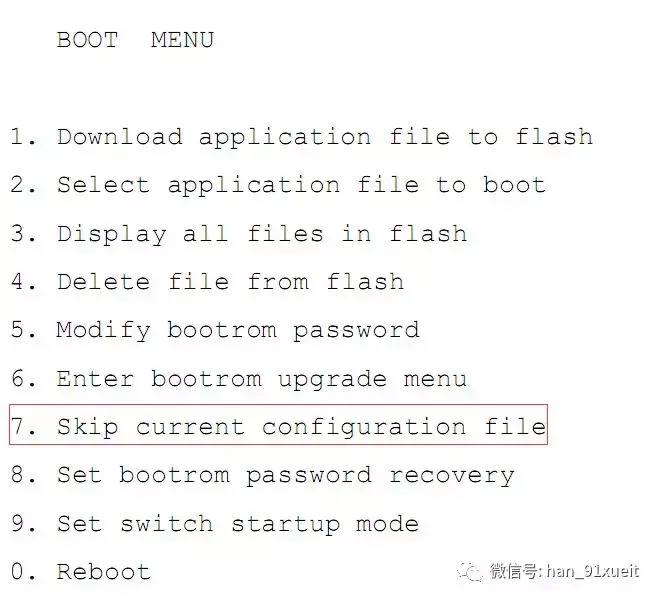 BOOT  MENU
1. Download application file to flash
2. Select application file to boot
3. Display all files in flash
4. Delete file from flash
5. Modify bootrom password
6. Enter bootrom upgrade menu
7. Skip current configuration file
8. Set bootrom password recovery
9. Set switch startup mode
0. Reboot
微信号: han_91xueit